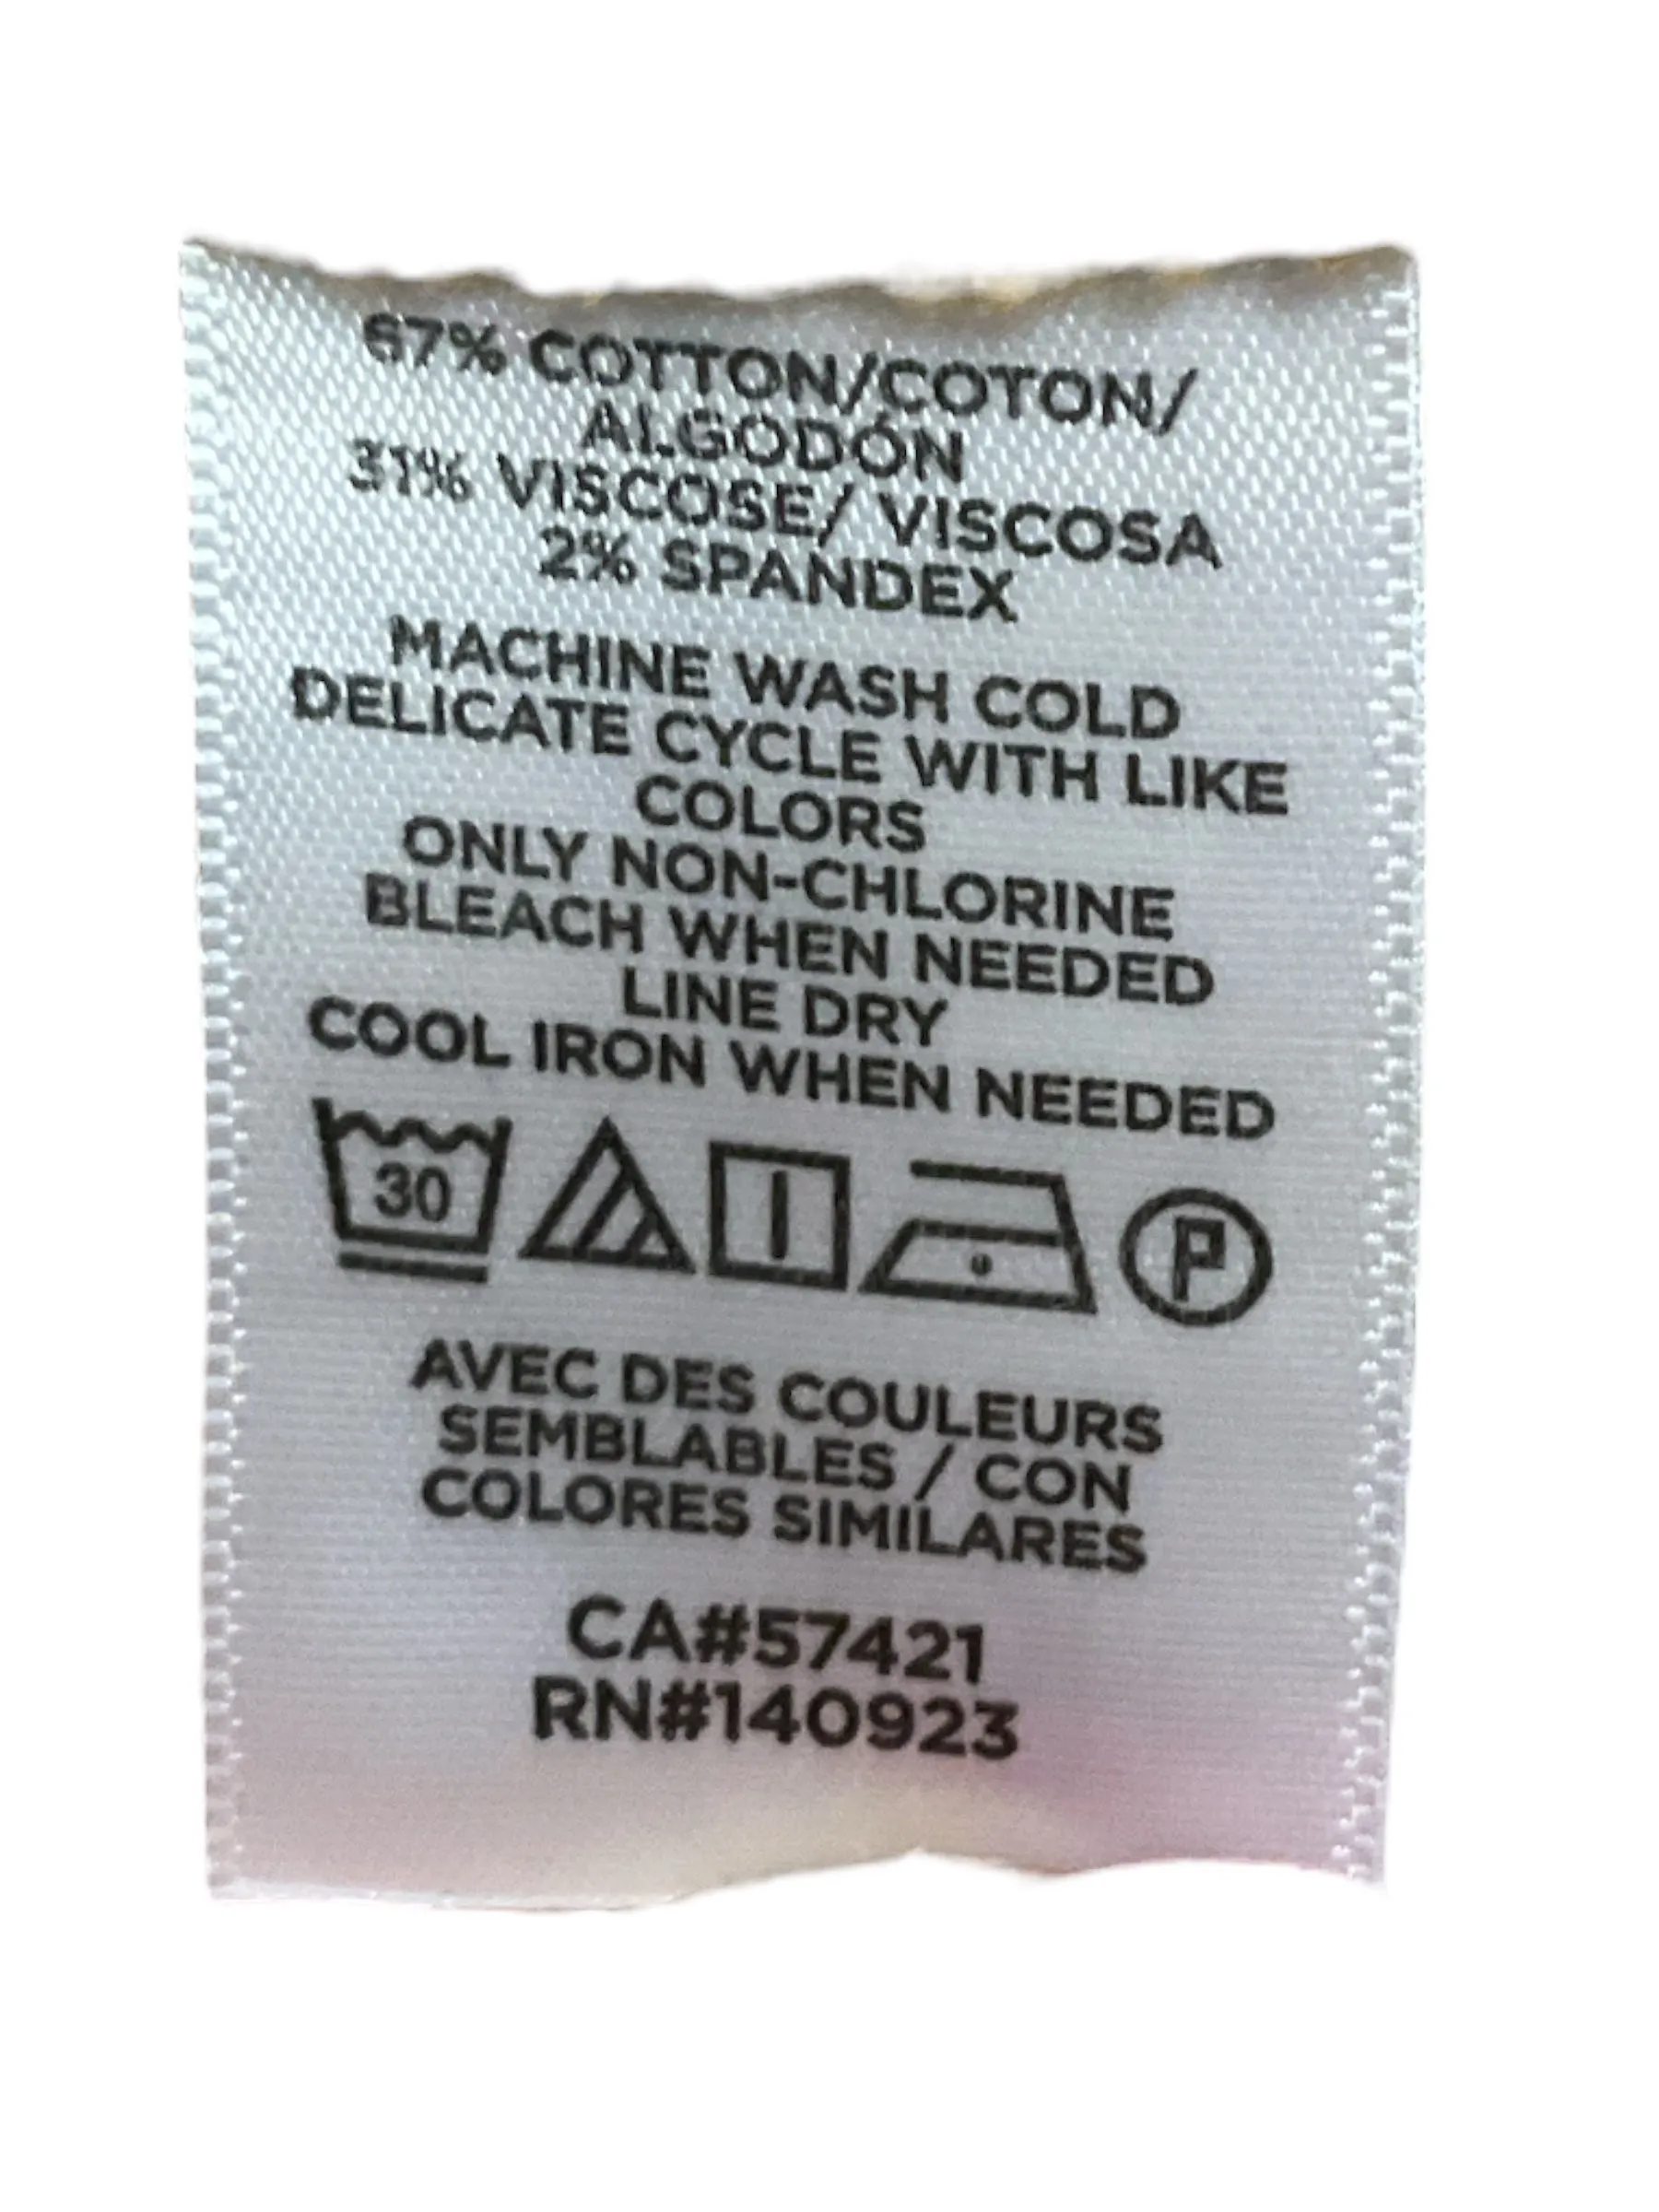 67% COTTON/COTON/
ALGODÓN
31% VISCOSE/ VISCOSA
2% SPANDEX
MACHINE WASH COLD
DELICATE CYCLE WITH LIKE
COLORS
ONLY NON-CHLORINE
BLEACH WHEN NEEDED
LINE DRY
COOL IRON WHEN NEEDED
30 P
AVEC DES COULEURS
SEMBLABLES / CON
COLORES SIMILARES
CA#57421
RN#140923